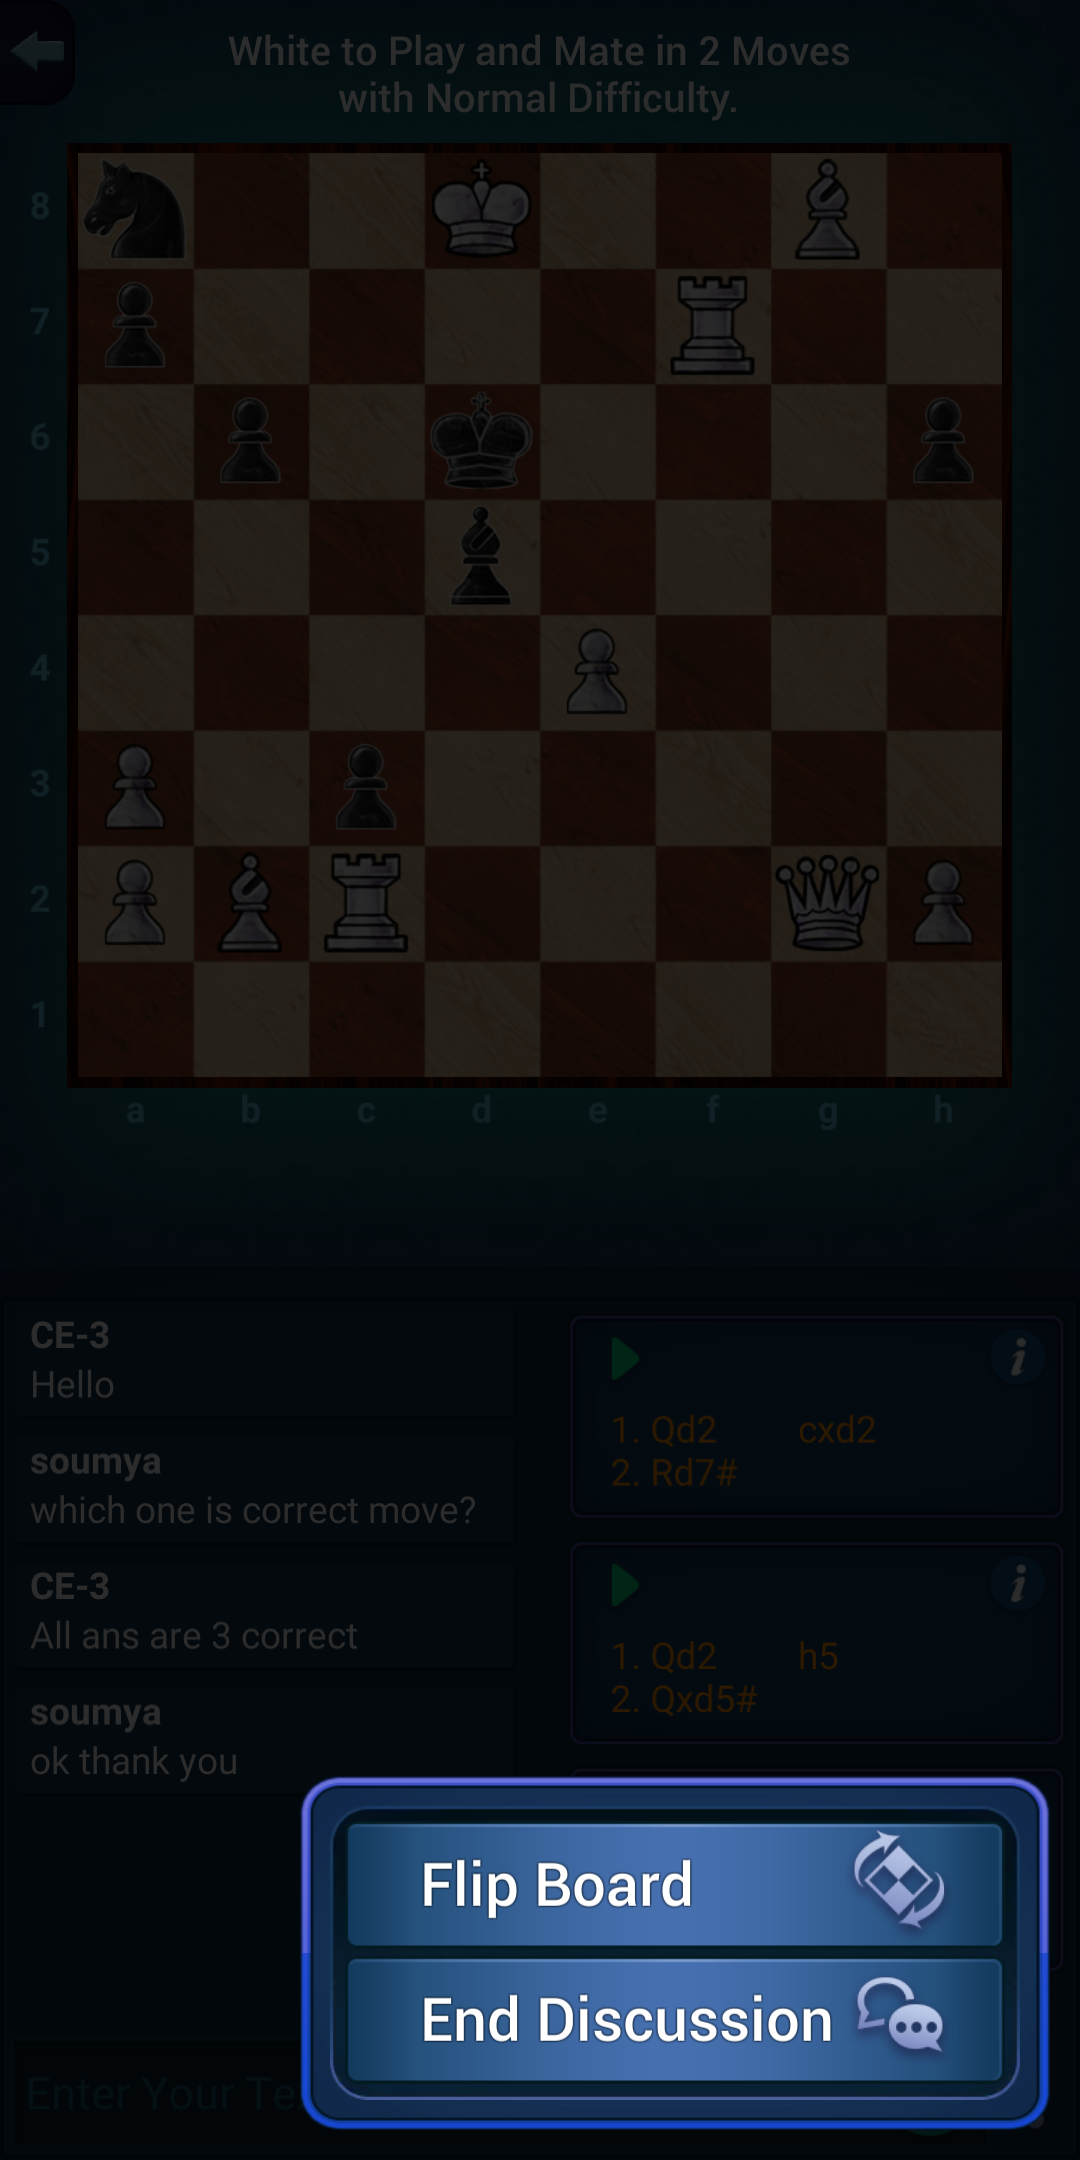 White to Play and Mate in 2 Moves
with Normal Difficulty.
8
7
6
5
4
3
2
1
a b c d e f g h
CE-3
Hello
soumya
which one is correct move?
CE-3
All ans are 3 correct
soumya
ok thank you
i
1. Qd2 cxd2
2. Rd7#
i
1. Qd2 h5
2. Qxd5#
Flip Board
End Discussion
Enter Your